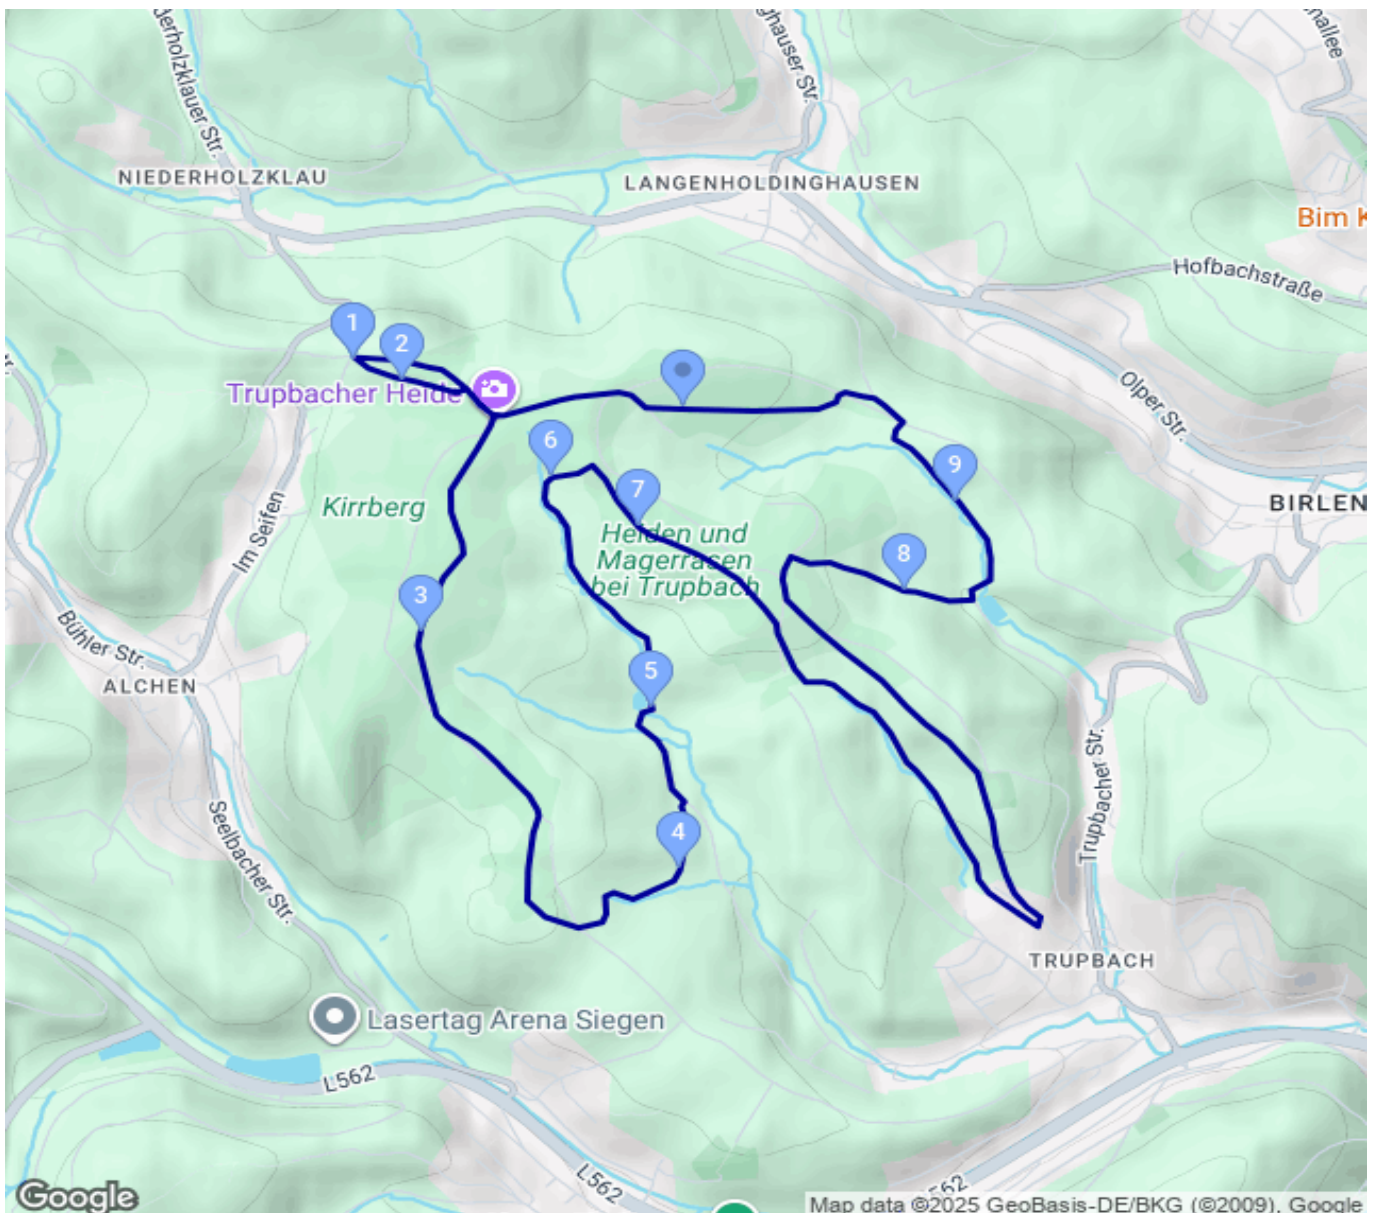 NIEDERHOLZKLAU
LANGENHOLDINGHAUSEN
Bim
Hofbachstraße
1
2
Trupbacher Heide
Olper Str.
6
9
7
Kirrberg
Heiden und
Magerrasen
bei Trupbach
BIRLEN
Im Seifen
8
3
Bühler Str.
ALCHEN
5
Trupbacher Str.
Seelbacher Str.
4
TRUPBACH
Lasertag Arena Siegen
L562
L562
Google
Map data ©2025 GeoBasis-DE/BKG (©2009), Google